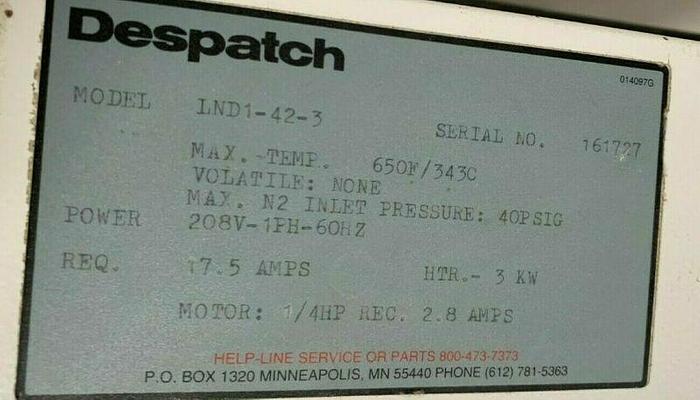 Despatch
014097G
MODEL LND1-42-3
SERIAL NO. 161727
MAX. TEMP. 650F/343C
VOLATILE: NONE
MAX. N2 INLET PRESSURE: 40PSIG
POWER 208V-1PH-60HZ
REQ. 17.5 AMPS HTR.- 3 KW
MOTOR: 1/4HP REC. 2.8 AMPS
HELP-LINE SERVICE OR PARTS 800-473-7373
P.O. BOX 1320 MINNEAPOLIS, MN 55440 PHONE (612) 781-5363